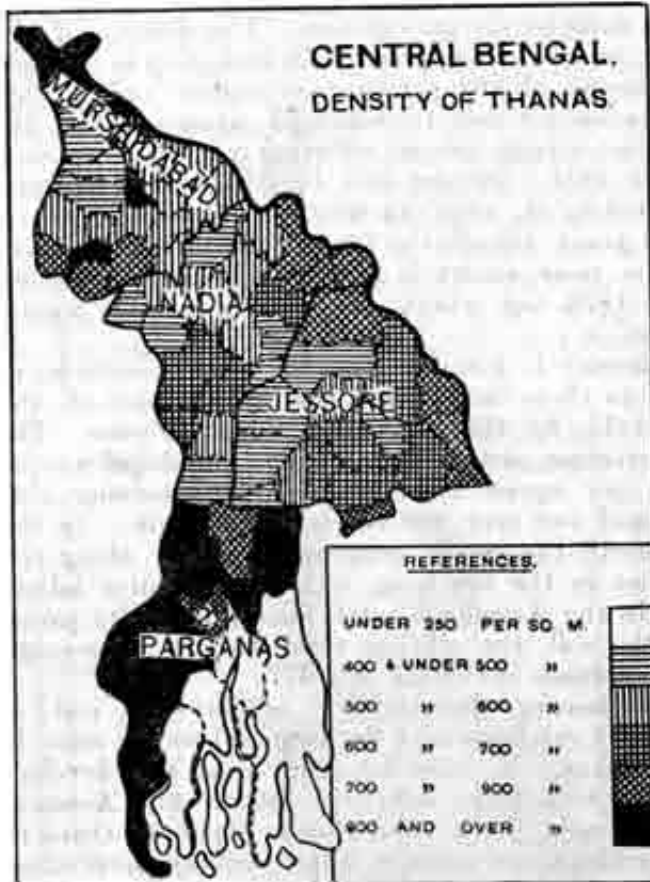 CENTRAL BENGAL.
DENSITY OF THANAS.
MURSHIDABAD
NADIA
JESSORE
PARGANAS
REFERENCES.
UNDER 250 PER SQ. M.
400 & UNDER 500 "
500 " 600 "
600 " 700 "
700 " 900 "
900 AND OVER "